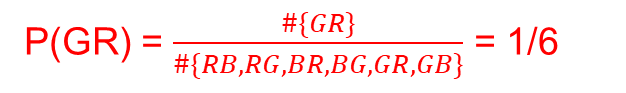 P(GR) = #{GR} / #{RB,RG,BR,BG,GR,GB} = 1/6